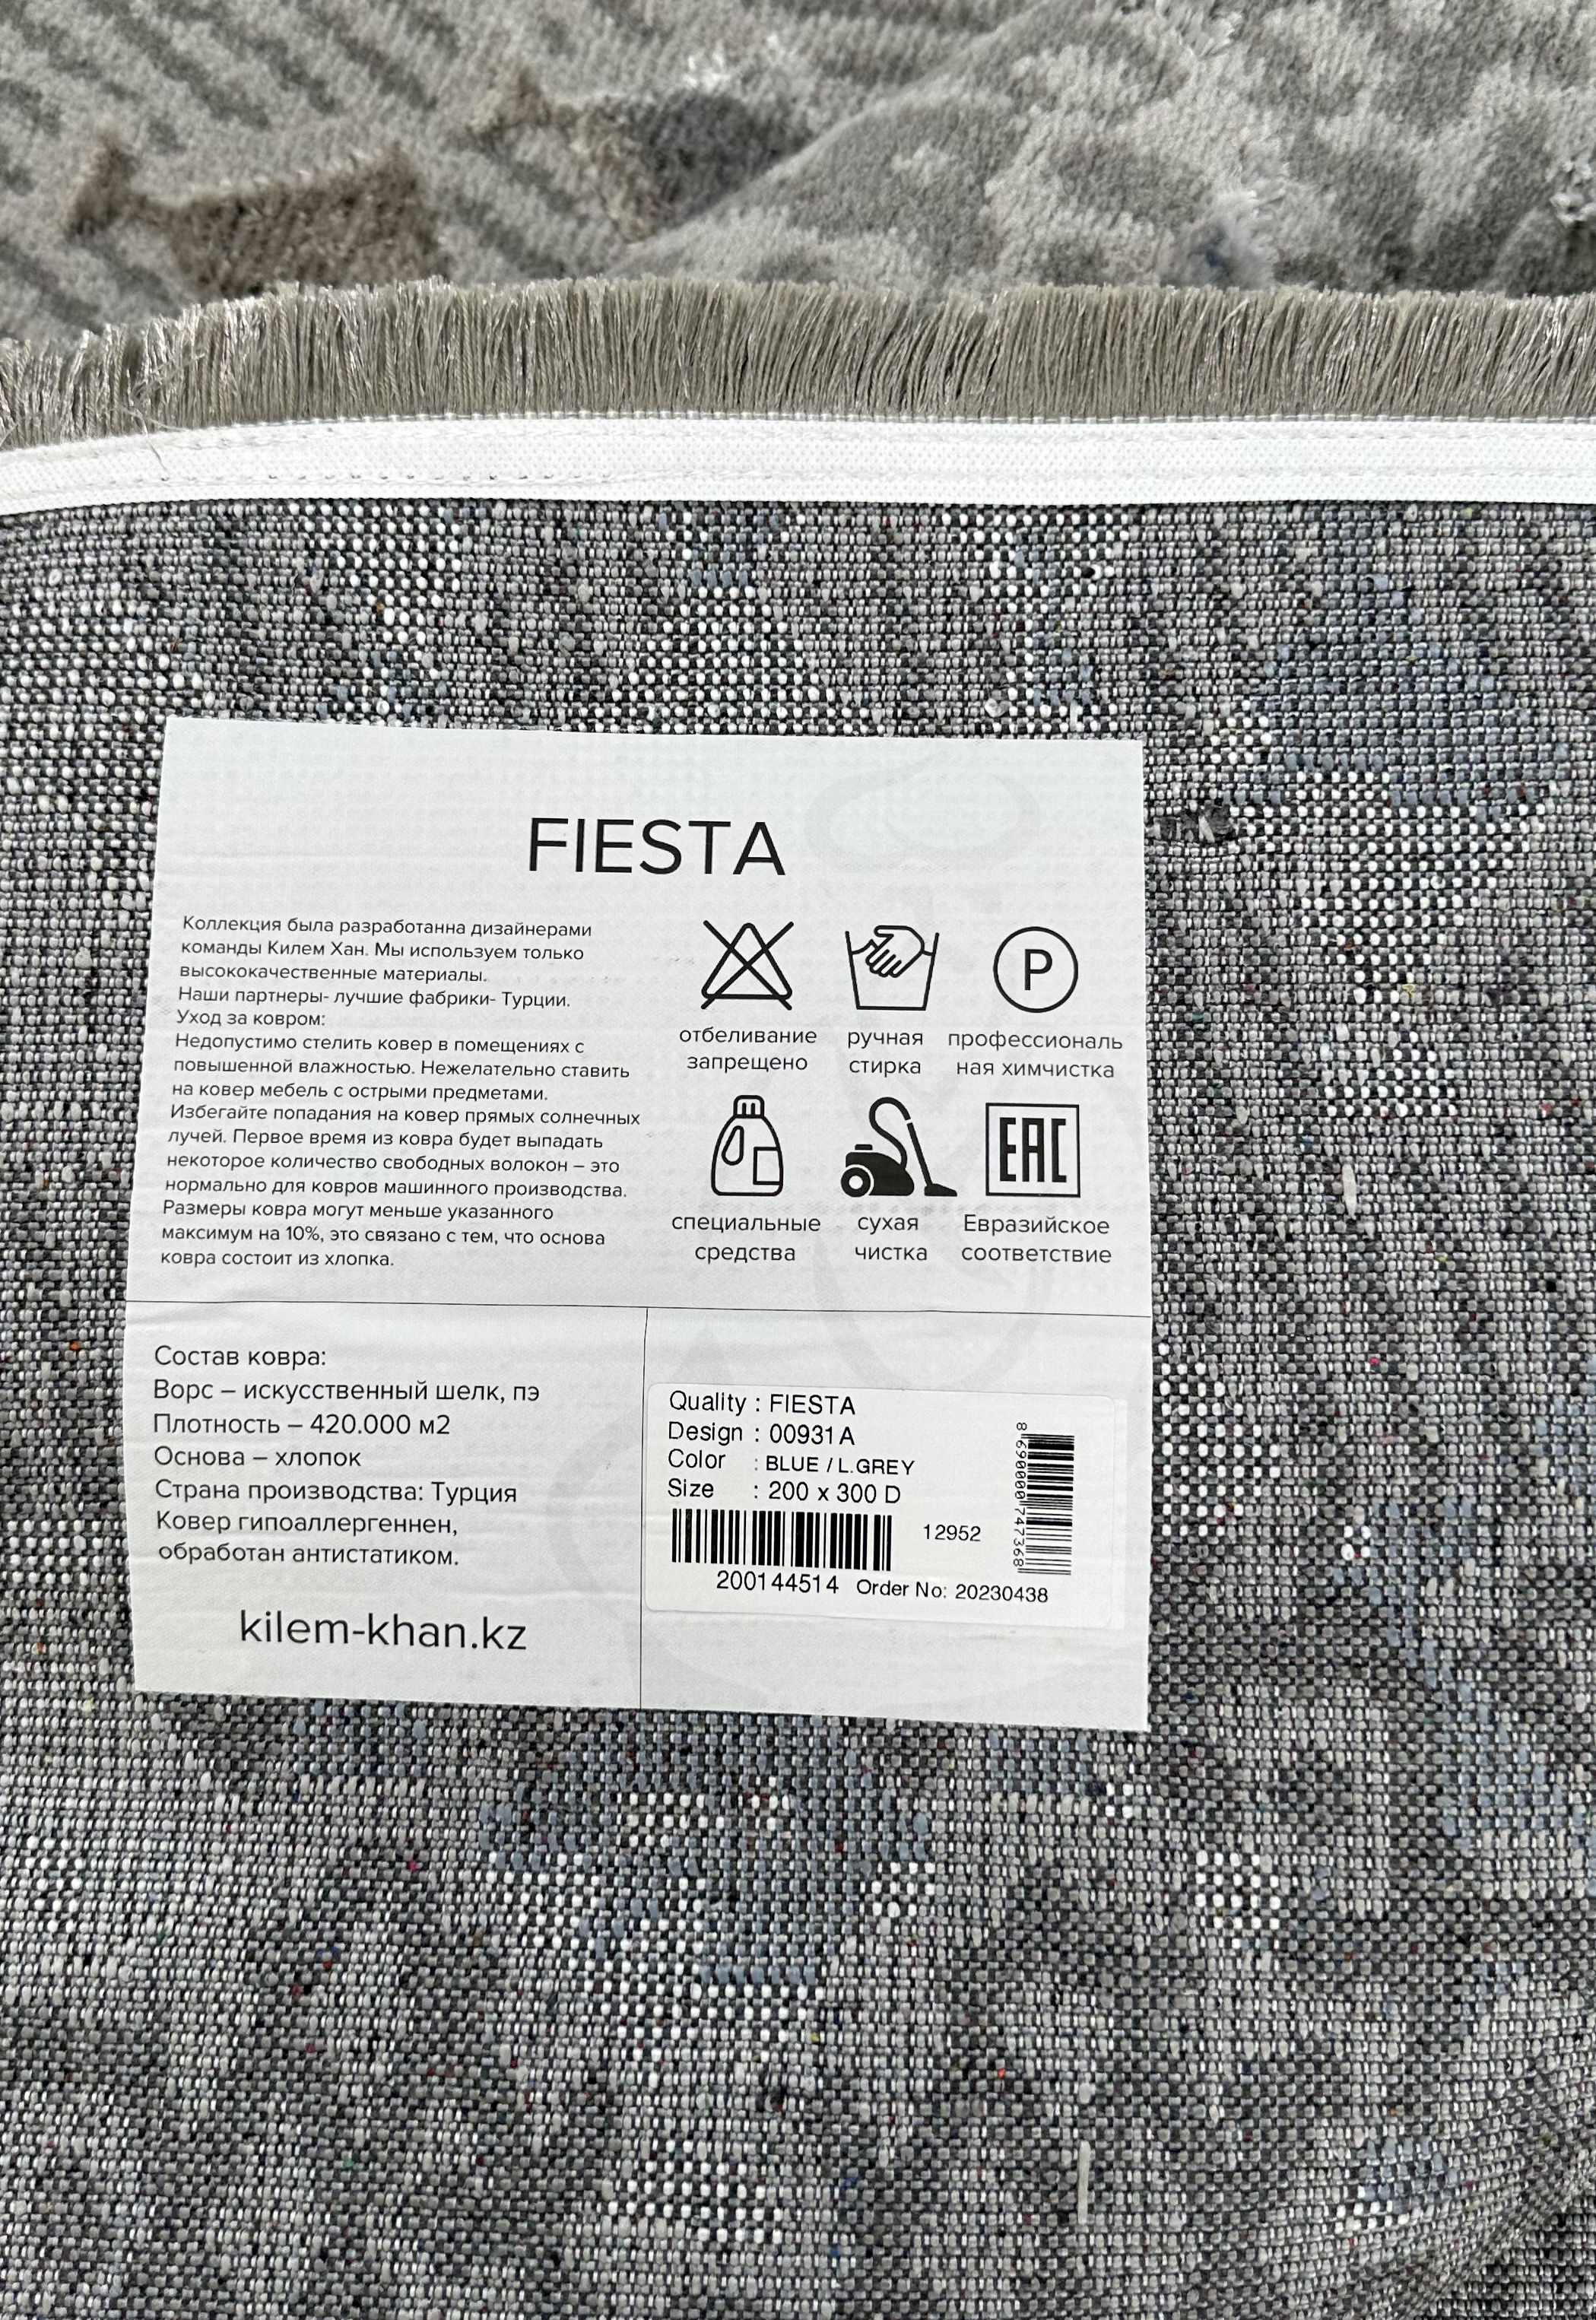 FIESTA
Коллекция была разработанна дизайнерами
команды Килем Хан. Мы используем только
высококачественные материалы.
Наши партнеры- лучшие фабрики- Турции.
Уход за ковром:
Недопустимо стелить ковер в помещениях с
повышенной влажностью. Нежелательно ставить
на ковер мебель с острыми предметами.
Избегайте попадания на ковер прямых солнечных
лучей. Первое время из ковра будет выпадать
некоторое количество свободных волокон – это
нормально для ковров машинного производства.
Размеры ковра могут меньше указанного
максимум на 10%, это связано с тем, что основа
ковра состоит из хлопка.
P
отбеливание
запрещено
ручная
стирка
профессиональ
ная химчистка
EAC
специальные
средства
сухая
чистка
Евразийское
соответствие
Состав ковра:
Ворс – искусственный шелк, пэ
Плотность – 420.000 м2
Основа – хлопок
Страна производства: Турция
Ковер гипоаллергеннен,
обработан антистатиком.
kilem-khan.kz
Quality : FIESTA
Design : 00931A
Color : BLUE / L.GREY
Size : 200 x 300 D
12952
200144514 Order No: 20230438
8 690000 747368